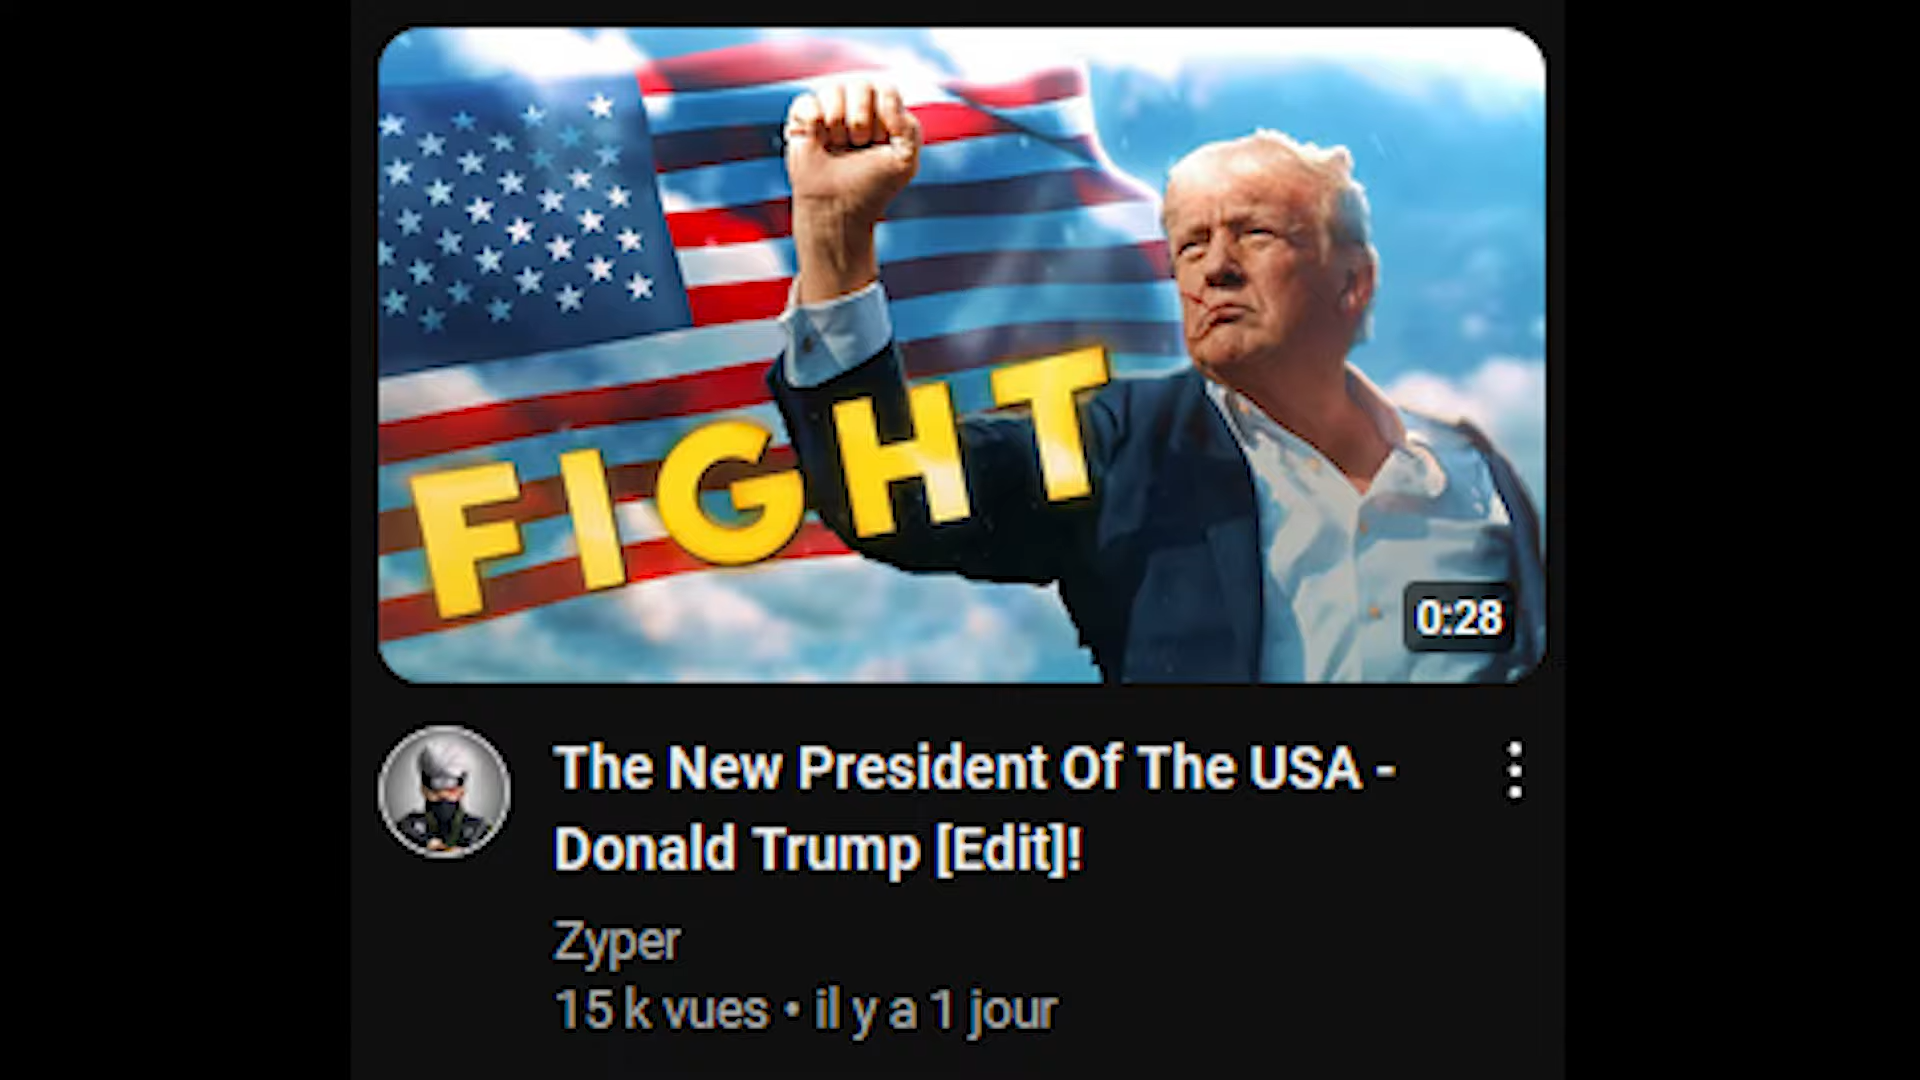 FIGHT
0:28
The New President Of The USA -
Donald Trump [Edit]!
Zyper
15 k vues • il y a 1 jour